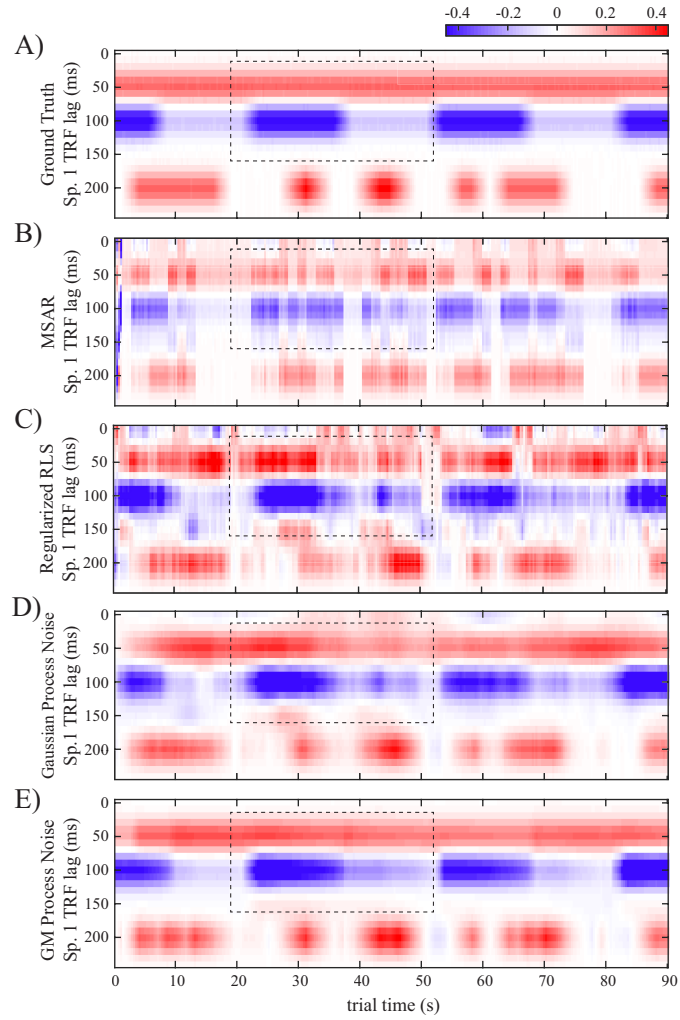 -0.4 -0.2 0 0.2 0.4
A)
Ground Truth
Sp. 1 TRF lag (ms)
0
50
100
150
200
B)
MSAR
Sp. 1 TRF lag (ms)
0
50
100
150
200
C)
Regularized RLS
Sp. 1 TRF lag (ms)
0
50
100
150
200
D)
Gaussian Process Noise
Sp.1 TRF lag (ms)
0
50
100
150
200
E)
GM Process Noise
Sp. 1 TRF lag (ms)
0
50
100
150
200
0 10 20 30 40 50 60 70 80 90
trial time (s)